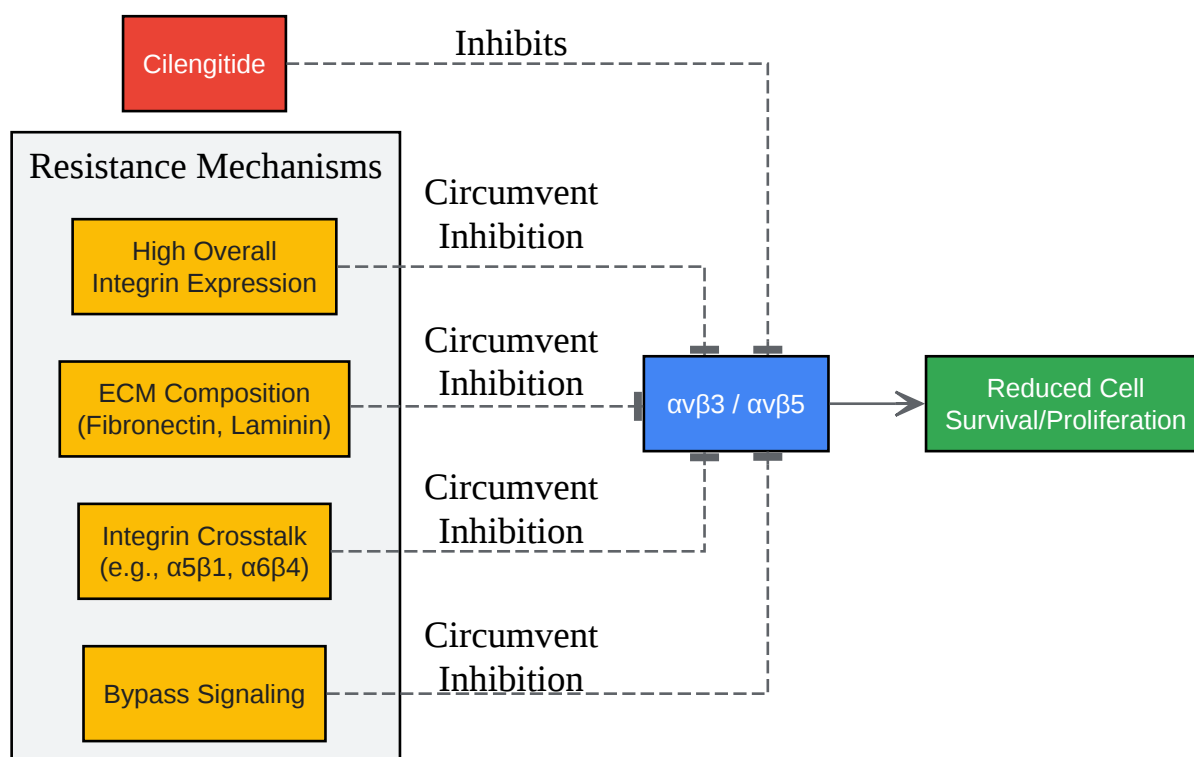 Cilengitide
Inhibits
Resistance Mechanisms
High Overall
Integrin Expression
Circumvent
Inhibition
ECM Composition
(Fibronectin, Laminin)
Circumvent
Inhibition
αvβ3 / αvβ5
Reduced Cell
Survival/Proliferation
Integrin Crosstalk
(e.g., α5β1, α6β4)
Circumvent
Inhibition
Bypass Signaling
Circumvent
Inhibition